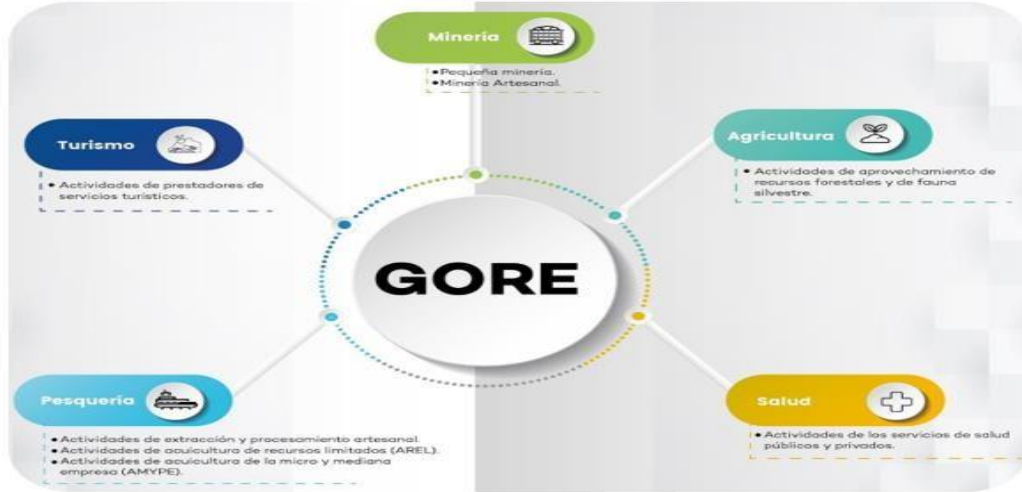 Minería
• Pequeña minería.
• Minería Artesanal.
Turismo
• Actividades de prestadores de
servicios turísticos.
Agricultura
• Actividades de aprovechamiento de
recursos forestales y de fauna
silvestre.
GORE
Pesquería
• Actividades de extracción y procesamiento artesanal.
• Actividades de acuicultura de recursos limitados (AREL).
• Actividades de acuicultura de la micro y mediana
empresa (AMYPE).
Salud
• Actividades de los servicios de salud
públicos y privados.